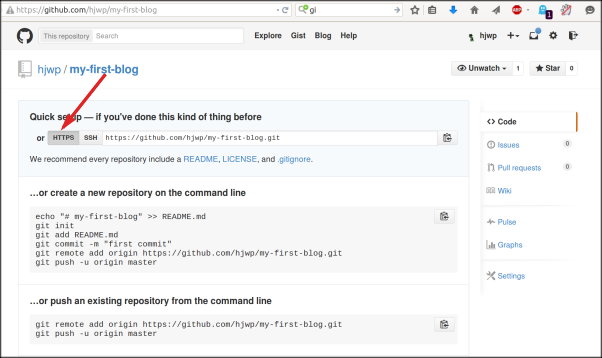 https://github.com/hjwp/my-first-blog
gi
This repository
Search
Explore Gist Blog Help
hjwp
1
hjwp / my-first-blog
Unwatch 1
Star 0
Quick setup — if you've done this kind of thing before
or HTTPS SSH https://github.com/hjwp/my-first-blog.git
We recommend every repository include a README, LICENSE, and .gitignore.
…or create a new repository on the command line
echo "# my-first-blog" >> README.md
git init
git add README.md
git commit -m "first commit"
git remote add origin https://github.com/hjwp/my-first-blog.git
git push -u origin master
…or push an existing repository from the command line
git remote add origin https://github.com/hjwp/my-first-blog.git
git push -u origin master
Code
Issues 0
Pull requests 0
Wiki
Pulse
Graphs
Settings